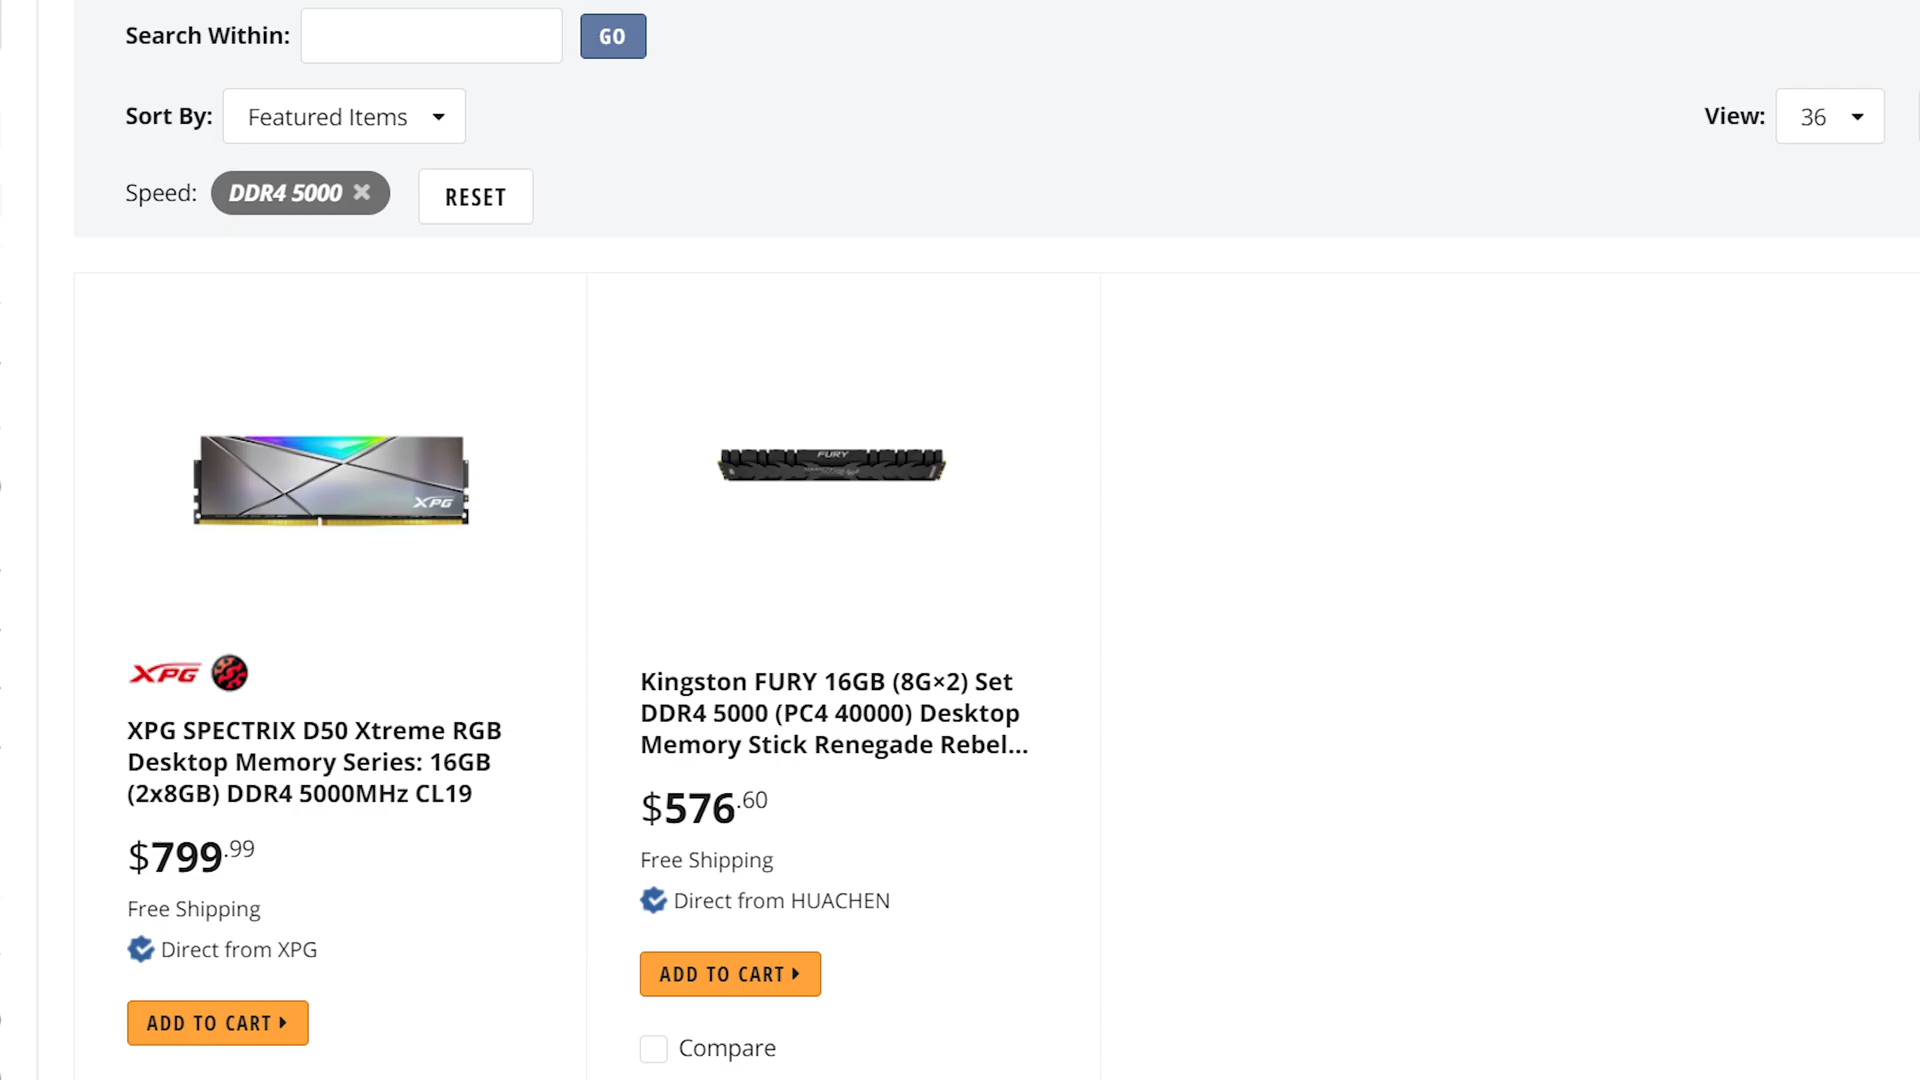 Search Within:
GO
Sort By:
Featured Items
View:
36
Speed:
DDR4 5000
RESET
XPG
FURY
XPG
XPG SPECTRIX D50 Xtreme RGB
Desktop Memory Series: 16GB
(2x8GB) DDR4 5000MHz CL19
$799.99
Free Shipping
Direct from XPG
ADD TO CART
Kingston FURY 16GB (8G×2) Set
DDR4 5000 (PC4 40000) Desktop
Memory Stick Renegade Rebel...
$576.60
Free Shipping
Direct from HUACHEN
ADD TO CART
Compare